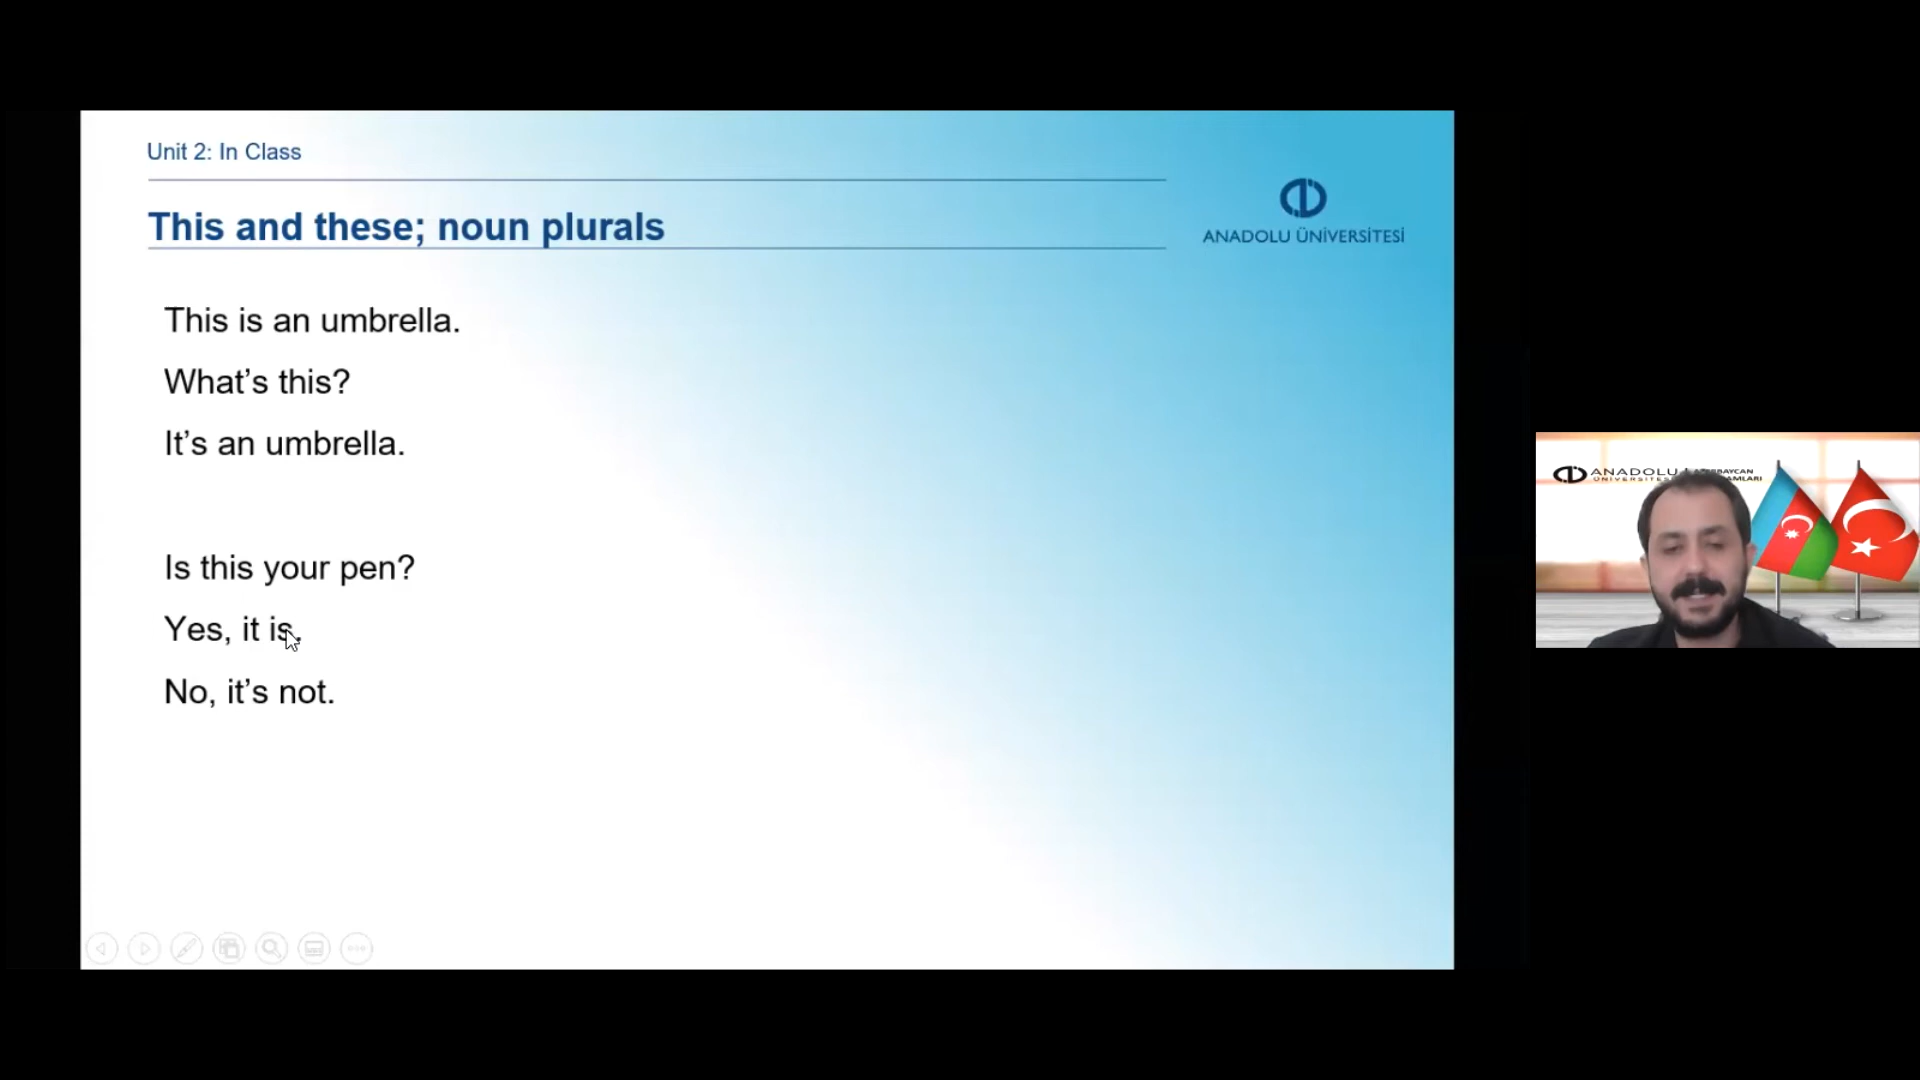 Unit 2: In Class
This and these; noun plurals
ANADOLU ÜNİVERSİTESİ
This is an umbrella.
What’s this?
It’s an umbrella.
Is this your pen?
Yes, it is.
No, it’s not.
ANADOLU